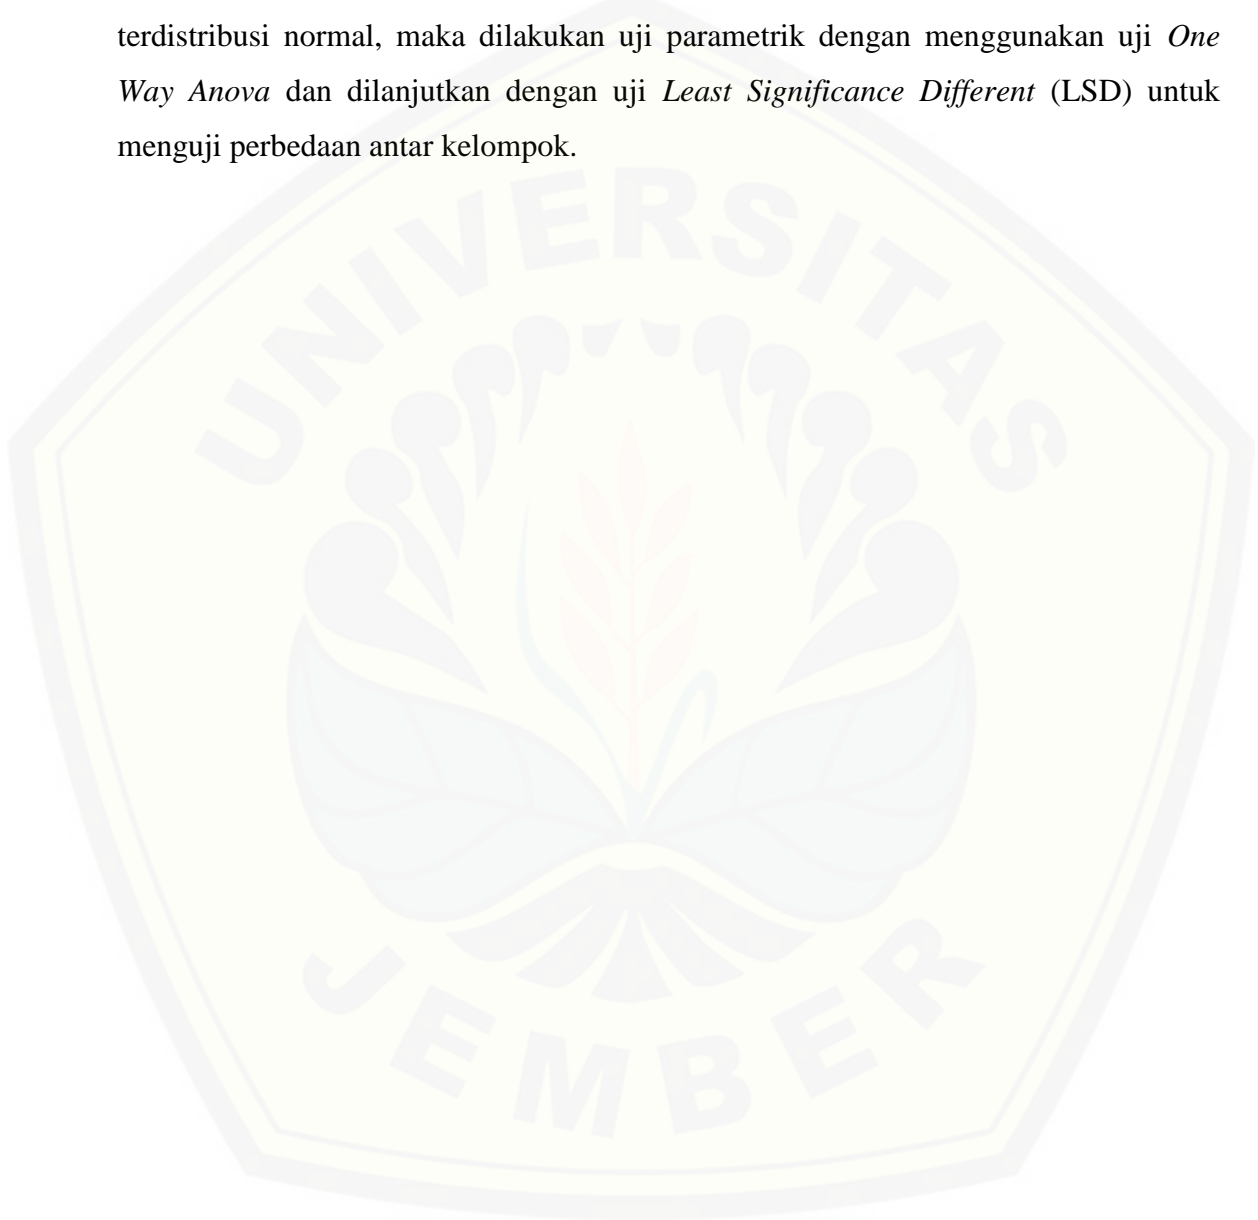 terdistribusi normal, maka dilakukan uji parametrik dengan menggunakan uji One
Way Anova dan dilanjutkan dengan uji Least Significance Different (LSD) untuk
menguji perbedaan antar kelompok.
UNIVERSITAS
JEMBER